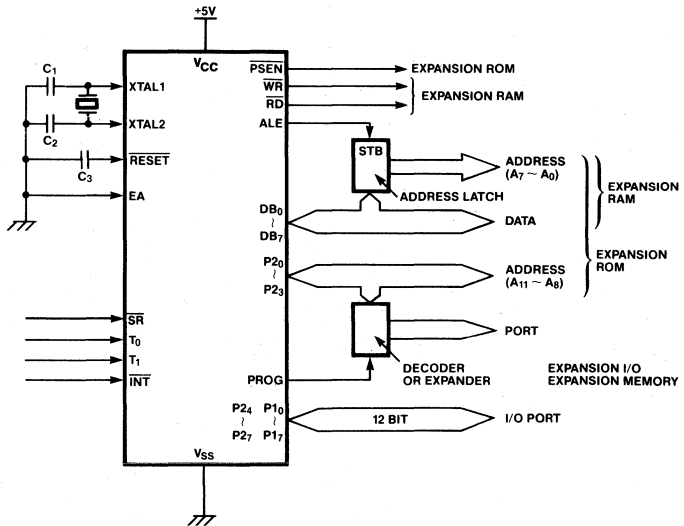 +5V
VCC
C1
XTAL1
XTAL2
C2
RESET
C3
EA
SR
T0
T1
INT
VSS
PSEN
WR
RD
ALE
DB0
~
DB7
P20
~
P23
PROG
P24 P10
~ ~
P27 P17
EXPANSION ROM
EXPANSION RAM
STB
ADDRESS LATCH
ADDRESS
(A7 ~ A0)
DATA
EXPANSION
RAM
EXPANSION
ROM
ADDRESS
(A11 ~ A8)
PORT
DECODER
OR EXPANDER
EXPANSION I/O
EXPANSION MEMORY
12 BIT
I/O PORT